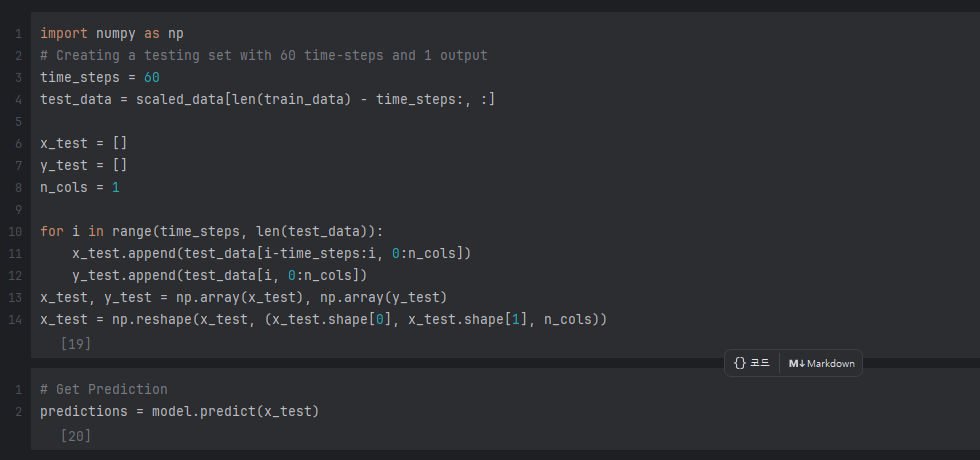 1 import numpy as np
2 # Creating a testing set with 60 time-steps and 1 output
3 time_steps = 60
4 test_data = scaled_data[len(train_data) - time_steps:, :]
5
6 x_test = []
7 y_test = []
8 n_cols = 1
9
10 for i in range(time_steps, len(test_data)):
11     x_test.append(test_data[i-time_steps:i, 0:n_cols])
12     y_test.append(test_data[i, 0:n_cols])
13 x_test, y_test = np.array(x_test), np.array(y_test)
14 x_test = np.reshape(x_test, (x_test.shape[0], x_test.shape[1], n_cols))
[19]
{} 코드 M↓ Markdown
1 # Get Prediction
2 predictions = model.predict(x_test)
[20]